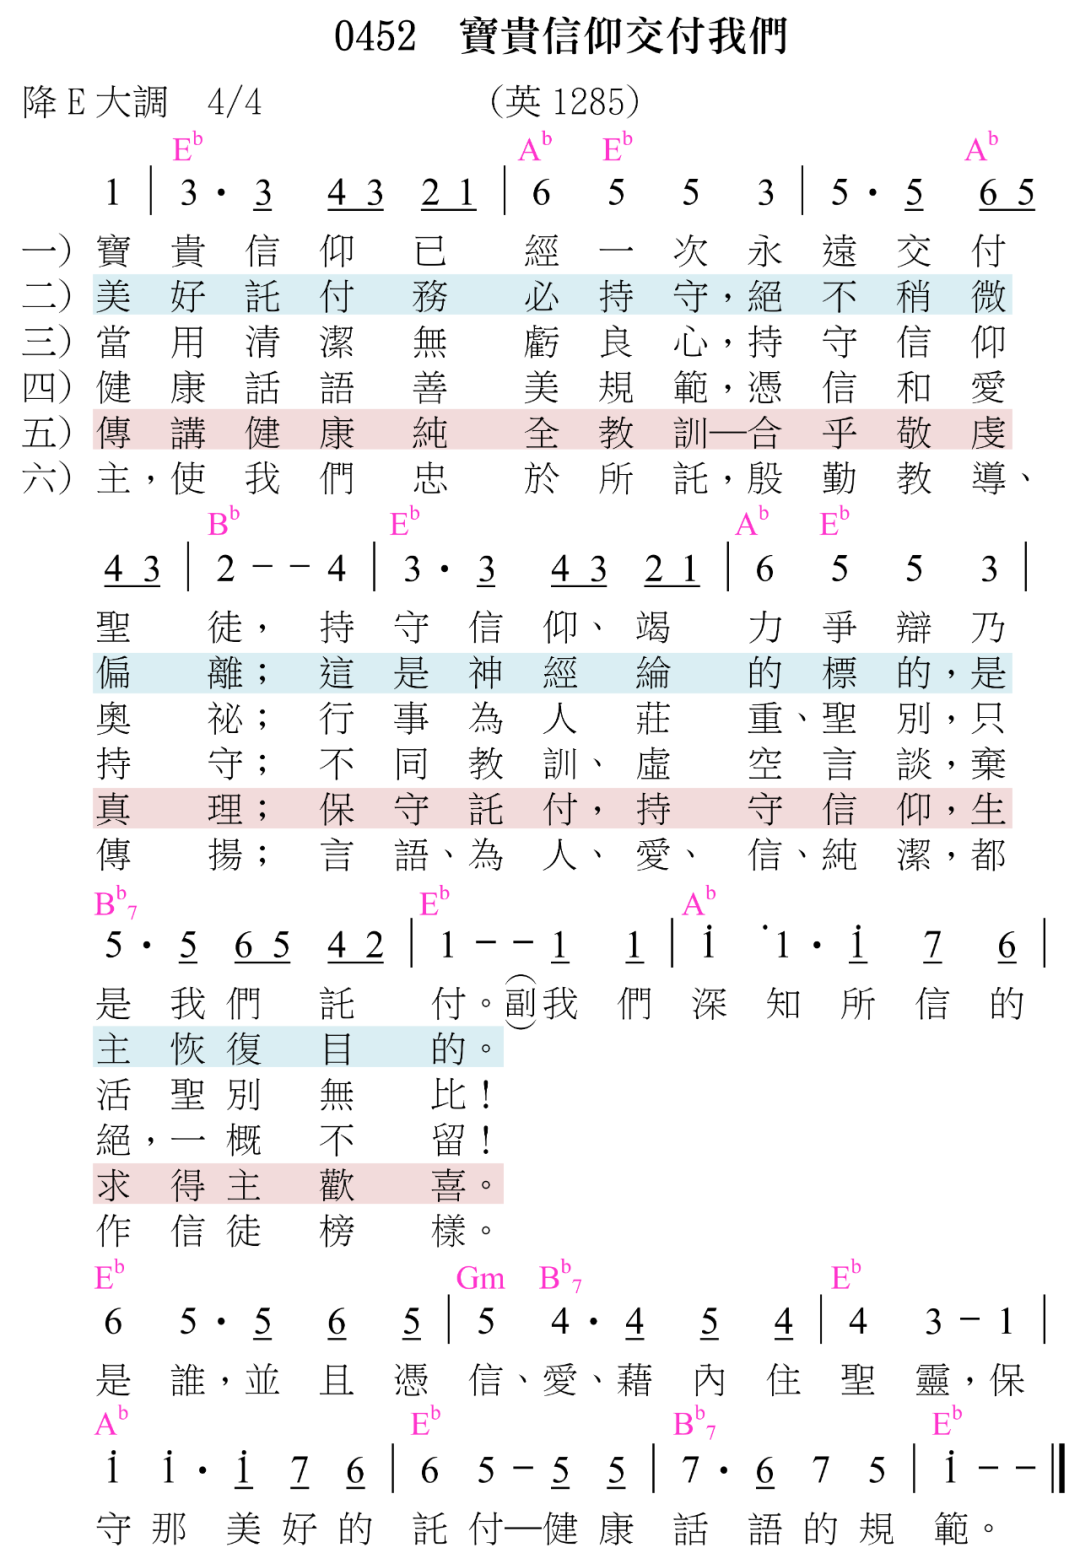 0452 寶貴信仰交付我們
降 E 大調 4/4 （英 1285）
E♭ A♭ E♭ A♭
1 | 3 · 3 4 3 2 1 | 6 5 5 3 | 5 · 5 6 5
一）寶貴信仰已經一次永遠交付
二）美好託付務必持守，絕不稍微
三）當用清潔無虧良心，持守信仰
四）健康話語善美規範，憑信和愛
五）傳講健康純全教訓—合乎敬虔
六）主，使我們忠於所託，殷勤教導、
B♭ E♭ A♭ E♭
4 3 | 2 - - 4 | 3 · 3 4 3 2 1 | 6 5 5 3 |
聖徒，持守信仰、竭力爭辯乃
偏離；這是神經綸的標的，是
奧祕；行事為人莊重、聖別，只
持守；不同教訓、虛空言談，棄
真理；保守託付，持守信仰，生
傳揚；言語、為人、愛、信、純潔，都
B♭7 E♭ A♭
5 · 5 6 5 4 2 | 1 - - 1 1 | i i · i 7 6 |
是我們託付。（副）我們深知所信的
主恢復目的。
活聖別無比！
絕，一概不留！
求得主歡喜。
作信徒榜樣。
E♭ Gm B♭7 E♭
6 5 · 5 6 5 | 5 4 · 4 5 4 | 4 3 - 1 |
是誰，並且憑信、愛、藉內住聖靈，保
A♭ E♭ B♭7 E♭
i i · i 7 6 | 6 5 - 5 5 | 7 · 6 7 5 | i - - ‖
守那美好的託付—健康話語的規範。